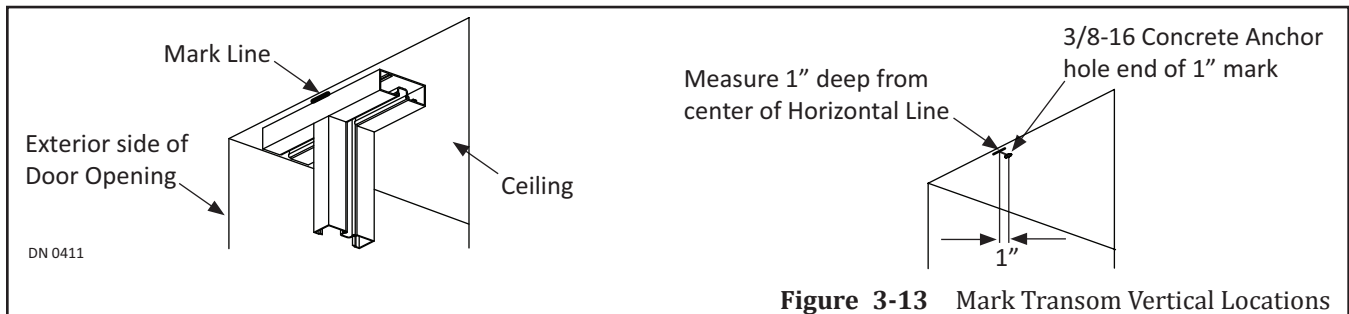 Mark Line
Exterior side of
Door Opening
Ceiling
DN 0411
3/8-16 Concrete Anchor
hole end of 1” mark
Measure 1” deep from
center of Horizontal Line
1”
Figure 3-13 Mark Transom Vertical Locations